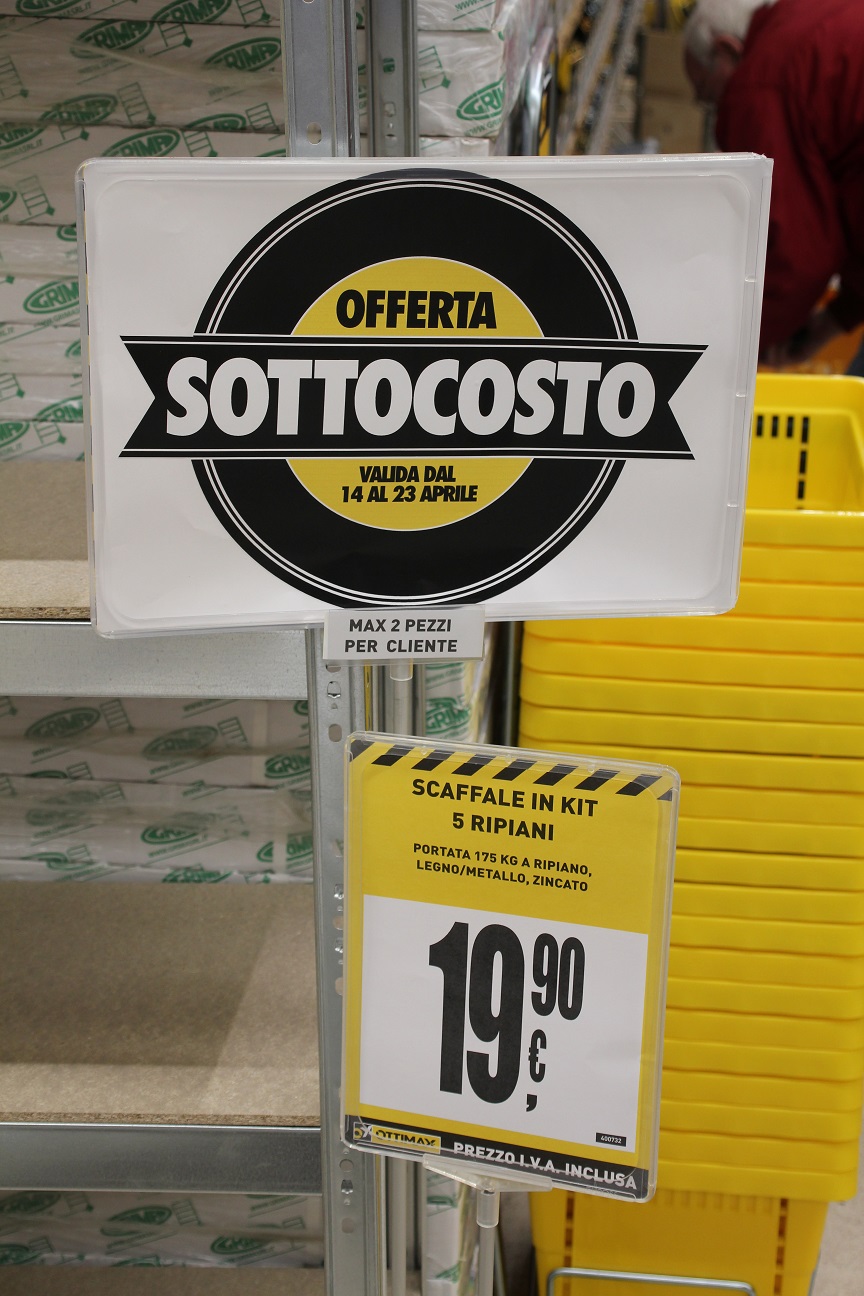 OFFERTA
SOTTOCOSTO
VALIDA DAL
14 AL 23 APRILE
MAX 2 PEZZI
PER CLIENTE
SCAFFALE IN KIT
5 RIPIANI
PORTATA 175 KG A RIPIANO,
LEGNO/METALLO, ZINCATO
19,90
€
400732
OTTIMAX
PREZZO I.V.A. INCLUSA
GRIMA